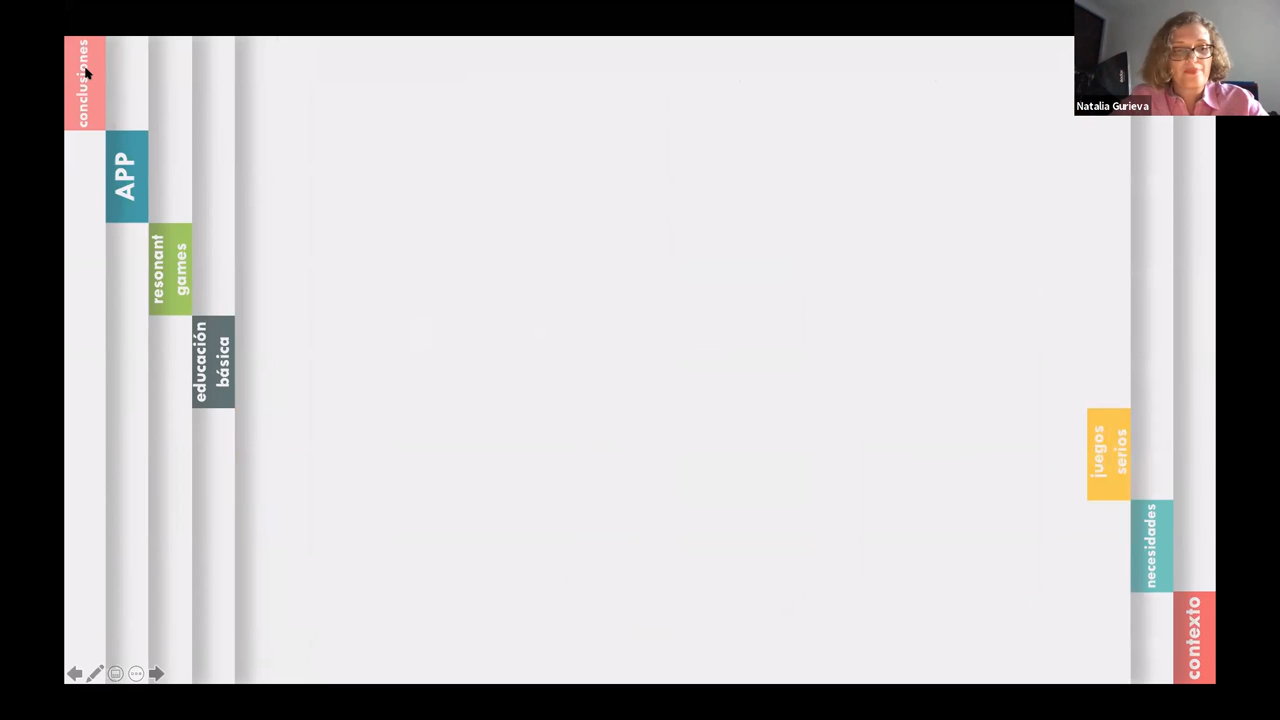 conclusiones
APP
resonant
games
educación
básica
juegos
serios
necesidades
contexto
Natalia Gurieva